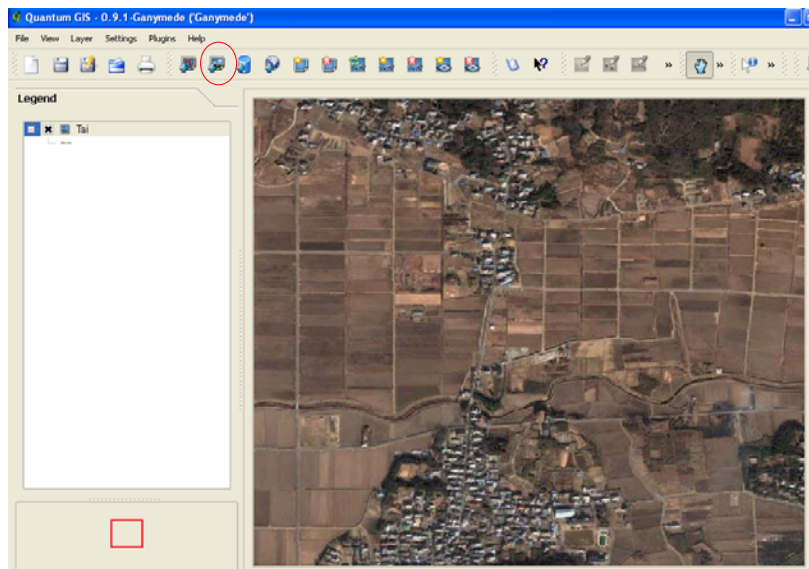 Quantum GIS - 0.9.1-Ganymede ('Ganymede')
File View Layer Settings Plugins Help
Legend
Tai